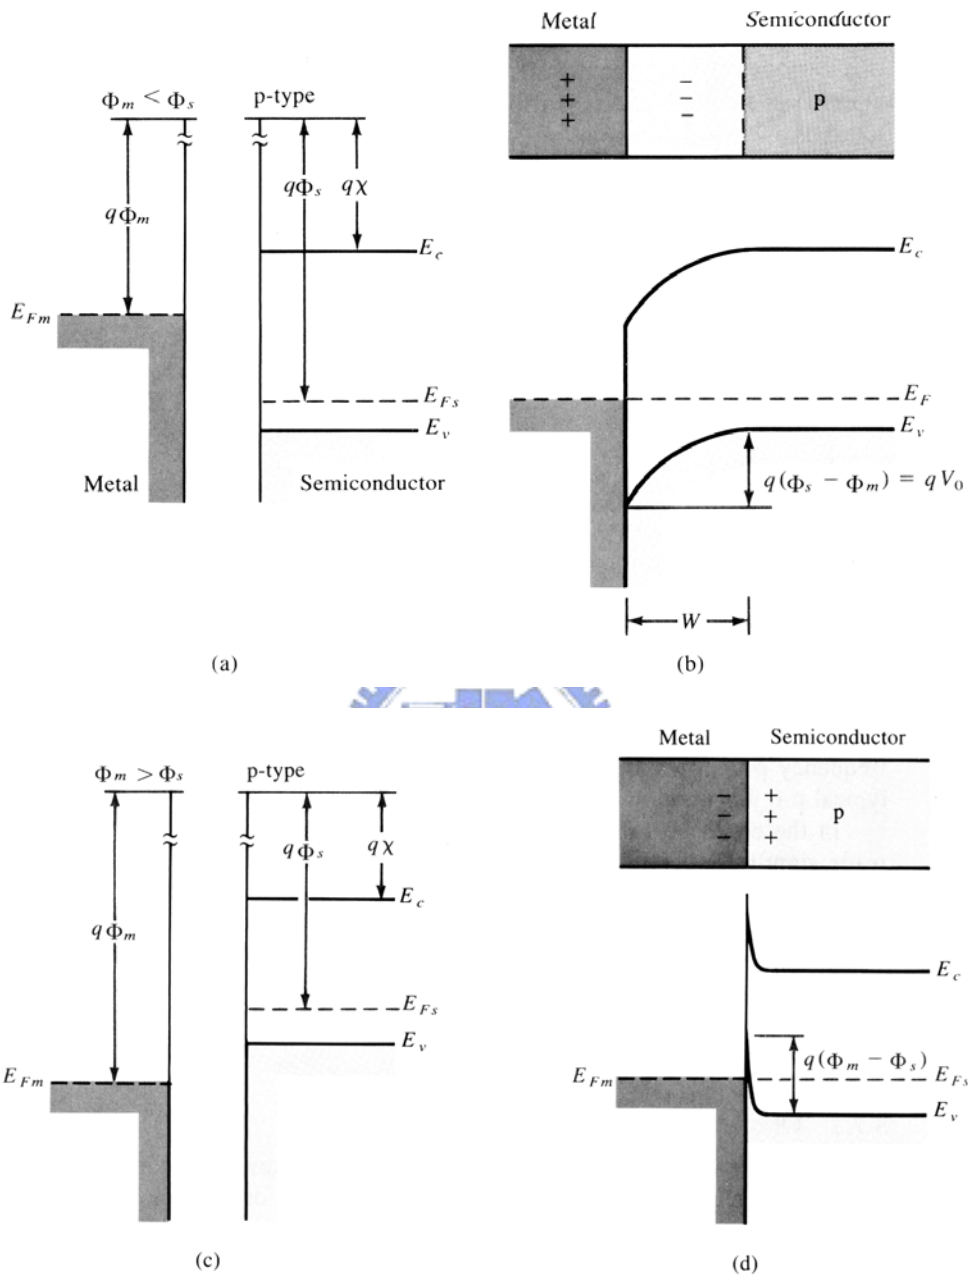 Φm < Φs
p-type
qΦm
qΦs
qχ
Ec
EFm
EFs
Ev
Metal
Semiconductor
(a)
Metal
Semiconductor
+
+
+
−
−
−
p
Ec
EF
Ev
q(Φs − Φm) = qV0
W
(b)
Φm > Φs
p-type
qΦm
qΦs
qχ
Ec
EFs
Ev
EFm
(c)
Metal
Semiconductor
−
−
−
+
+
+
p
Ec
q(Φm − Φs)
EFm
EFs
Ev
(d)